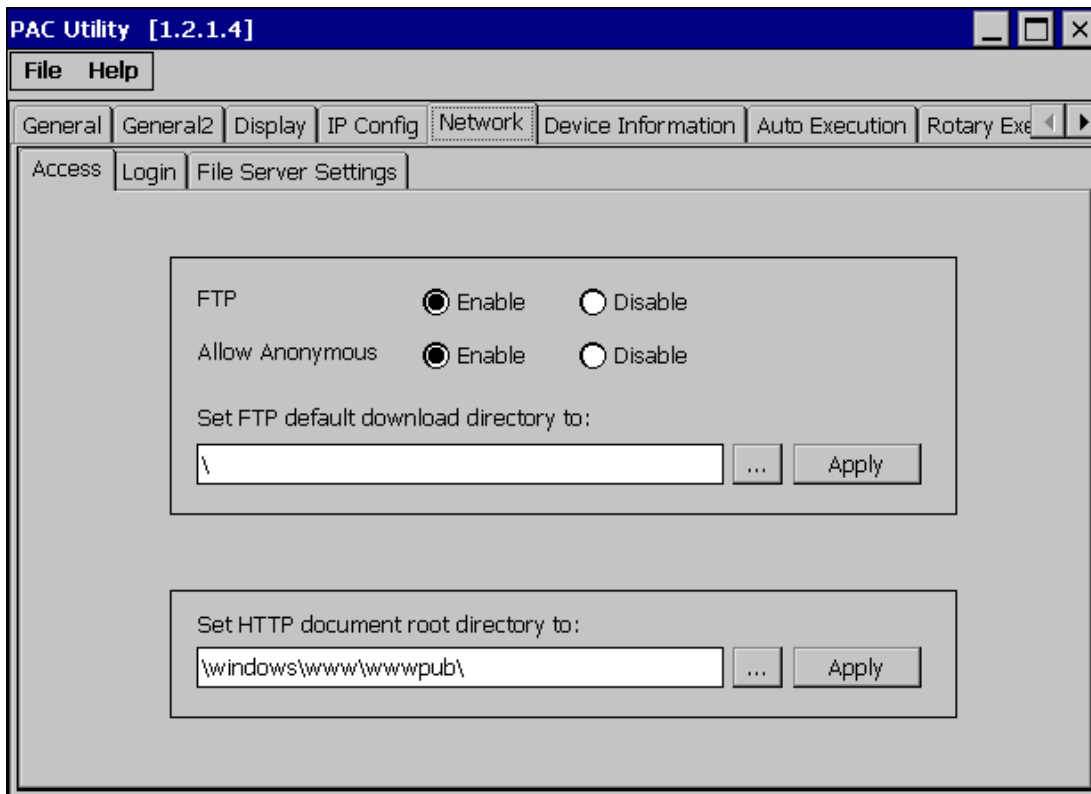 PAC Utility [1.2.1.4]
File Help
General General2 Display IP Config Network Device Information Auto Execution Rotary Exe
Access Login File Server Settings
FTP Enable Disable
Allow Anonymous Enable Disable
Set FTP default download directory to:
\ ... Apply
Set HTTP document root directory to:
\windows\www\wwwpub\ ... Apply